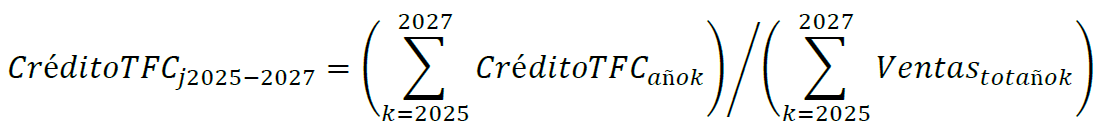 CréditoTFC_{j2025−2027} = (∑_{k=2025}^{2027} CréditoTFC_{añok}) / (∑_{k=2025}^{2027} Ventas_{totañok})